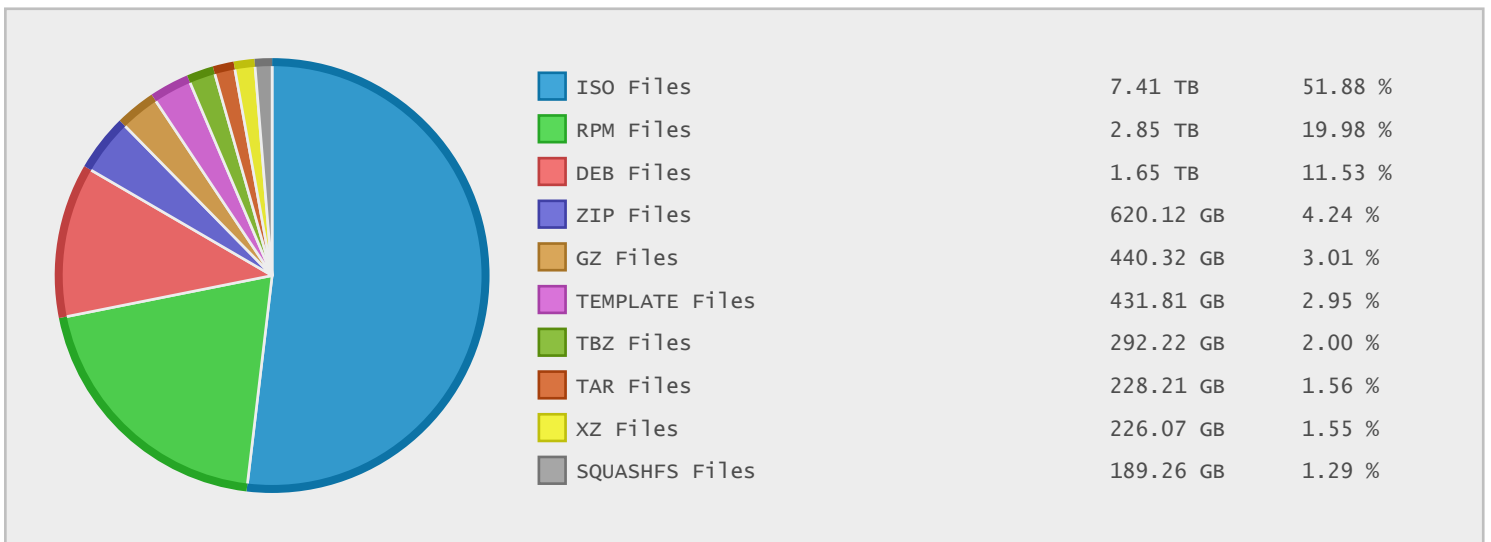 ISO Files 7.41 TB 51.88 %
RPM Files 2.85 TB 19.98 %
DEB Files 1.65 TB 11.53 %
ZIP Files 620.12 GB 4.24 %
GZ Files 440.32 GB 3.01 %
TEMPLATE Files 431.81 GB 2.95 %
TBZ Files 292.22 GB 2.00 %
TAR Files 228.21 GB 1.56 %
XZ Files 226.07 GB 1.55 %
SQUASHFS Files 189.26 GB 1.29 %